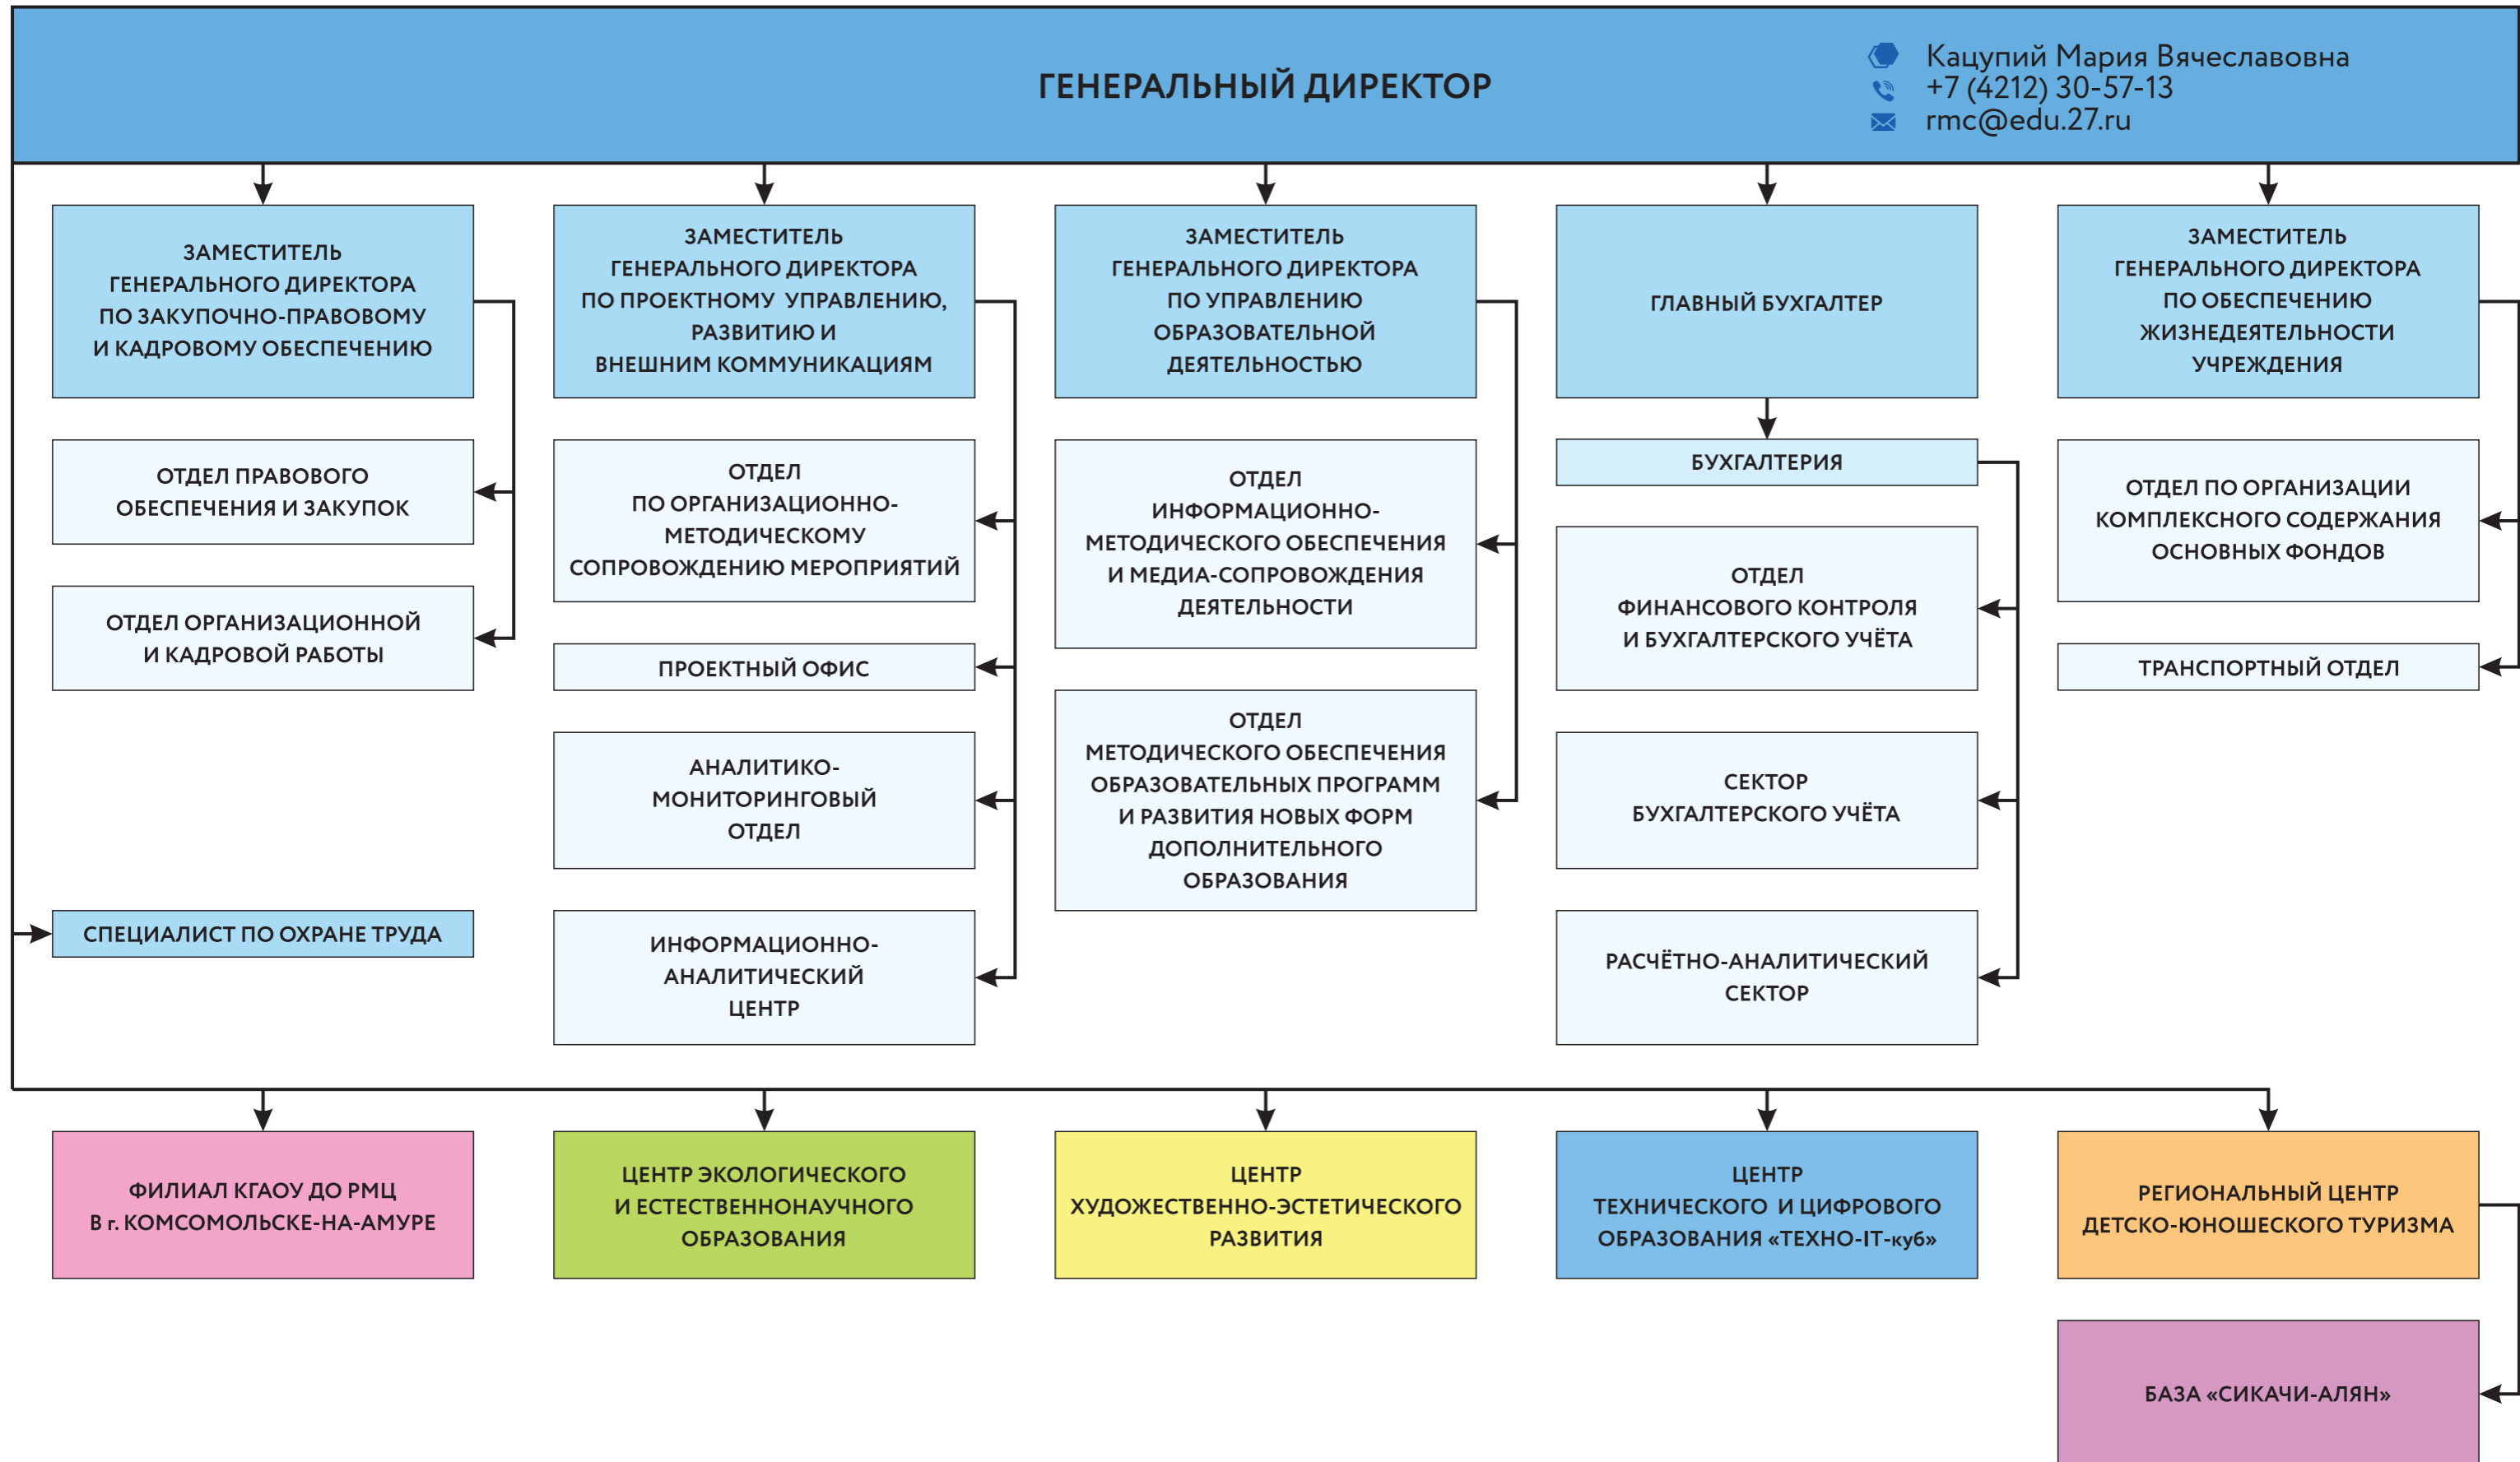 ГЕНЕРАЛЬНЫЙ ДИРЕКТОР
Кацупий Мария Вячеславовна
+7 (4212) 30-57-13
rmc@edu.27.ru
ЗАМЕСТИТЕЛЬ
ГЕНЕРАЛЬНОГО ДИРЕКТОРА
ПО ЗАКУПОЧНО-ПРАВОВОМУ
И КАДРОВОМУ ОБЕСПЕЧЕНИЮ
ЗАМЕСТИТЕЛЬ
ГЕНЕРАЛЬНОГО ДИРЕКТОРА
ПО ПРОЕКТНОМУ УПРАВЛЕНИЮ,
РАЗВИТИЮ И
ВНЕШНИМ КОММУНИКАЦИЯМ
ЗАМЕСТИТЕЛЬ
ГЕНЕРАЛЬНОГО ДИРЕКТОРА
ПО УПРАВЛЕНИЮ
ОБРАЗОВАТЕЛЬНОЙ
ДЕЯТЕЛЬНОСТЬЮ
ГЛАВНЫЙ БУХГАЛТЕР
ЗАМЕСТИТЕЛЬ
ГЕНЕРАЛЬНОГО ДИРЕКТОРА
ПО ОБЕСПЕЧЕНИЮ
ЖИЗНЕДЕЯТЕЛЬНОСТИ
УЧРЕЖДЕНИЯ
ОТДЕЛ ПРАВОВОГО
ОБЕСПЕЧЕНИЯ И ЗАКУПОК
ОТДЕЛ ОРГАНИЗАЦИОННОЙ
И КАДРОВОЙ РАБОТЫ
СПЕЦИАЛИСТ ПО ОХРАНЕ ТРУДА
ОТДЕЛ
ПО ОРГАНИЗАЦИОННО-
МЕТОДИЧЕСКОМУ
СОПРОВОЖДЕНИЮ МЕРОПРИЯТИЙ
ПРОЕКТНЫЙ ОФИС
АНАЛИТИКО-
МОНИТОРИНГОВЫЙ
ОТДЕЛ
ИНФОРМАЦИОННО-
АНАЛИТИЧЕСКИЙ
ЦЕНТР
ОТДЕЛ
ИНФОРМАЦИОННО-
МЕТОДИЧЕСКОГО ОБЕСПЕЧЕНИЯ
И МЕДИА-СОПРОВОЖДЕНИЯ
ДЕЯТЕЛЬНОСТИ
ОТДЕЛ
МЕТОДИЧЕСКОГО ОБЕСПЕЧЕНИЯ
ОБРАЗОВАТЕЛЬНЫХ ПРОГРАММ
И РАЗВИТИЯ НОВЫХ ФОРМ
ДОПОЛНИТЕЛЬНОГО
ОБРАЗОВАНИЯ
БУХГАЛТЕРИЯ
ОТДЕЛ
ФИНАНСОВОГО КОНТРОЛЯ
И БУХГАЛТЕРСКОГО УЧЁТА
СЕКТОР
БУХГАЛТЕРСКОГО УЧЁТА
РАСЧЁТНО-АНАЛИТИЧЕСКИЙ
СЕКТОР
ОТДЕЛ ПО ОРГАНИЗАЦИИ
КОМПЛЕКСНОГО СОДЕРЖАНИЯ
ОСНОВНЫХ ФОНДОВ
ТРАНСПОРТНЫЙ ОТДЕЛ
ФИЛИАЛ КГАОУ ДО РМЦ
В г. КОМСОМОЛЬСКЕ-НА-АМУРЕ
ЦЕНТР ЭКОЛОГИЧЕСКОГО
И ЕСТЕСТВЕННОНАУЧНОГО
ОБРАЗОВАНИЯ
ЦЕНТР
ХУДОЖЕСТВЕННО-ЭСТЕТИЧЕСКОГО
РАЗВИТИЯ
ЦЕНТР
ТЕХНИЧЕСКОГО И ЦИФРОВОГО
ОБРАЗОВАНИЯ «ТЕХНО-IT-куб»
РЕГИОНАЛЬНЫЙ ЦЕНТР
ДЕТСКО-ЮНОШЕСКОГО ТУРИЗМА
БАЗА «СИКАЧИ-АЛЯН»